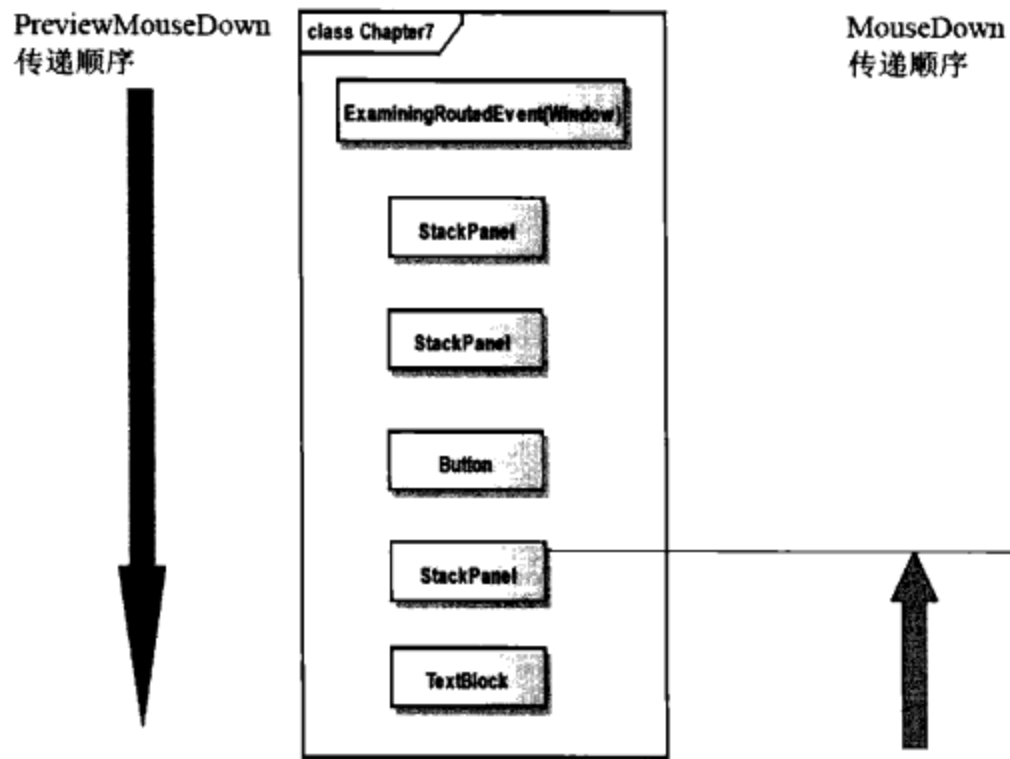 PreviewMouseDown
传递顺序
class Chapter7
MouseDown
传递顺序
ExaminingRoutedEvent(Window)
StackPanel
StackPanel
Button
StackPanel
TextBlock